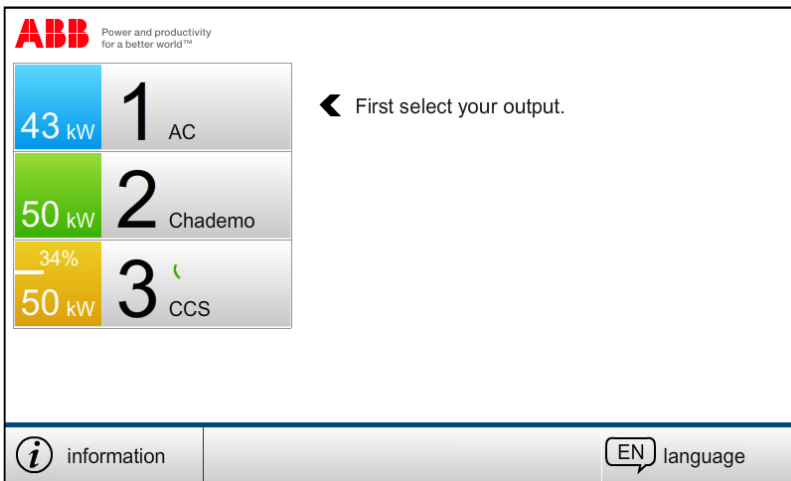 ABB
Power and productivity
for a better world™
43 kW
1
AC
First select your output.
50 kW
2
Chademo
34%
50 kW
3
CCS
i information
EN language